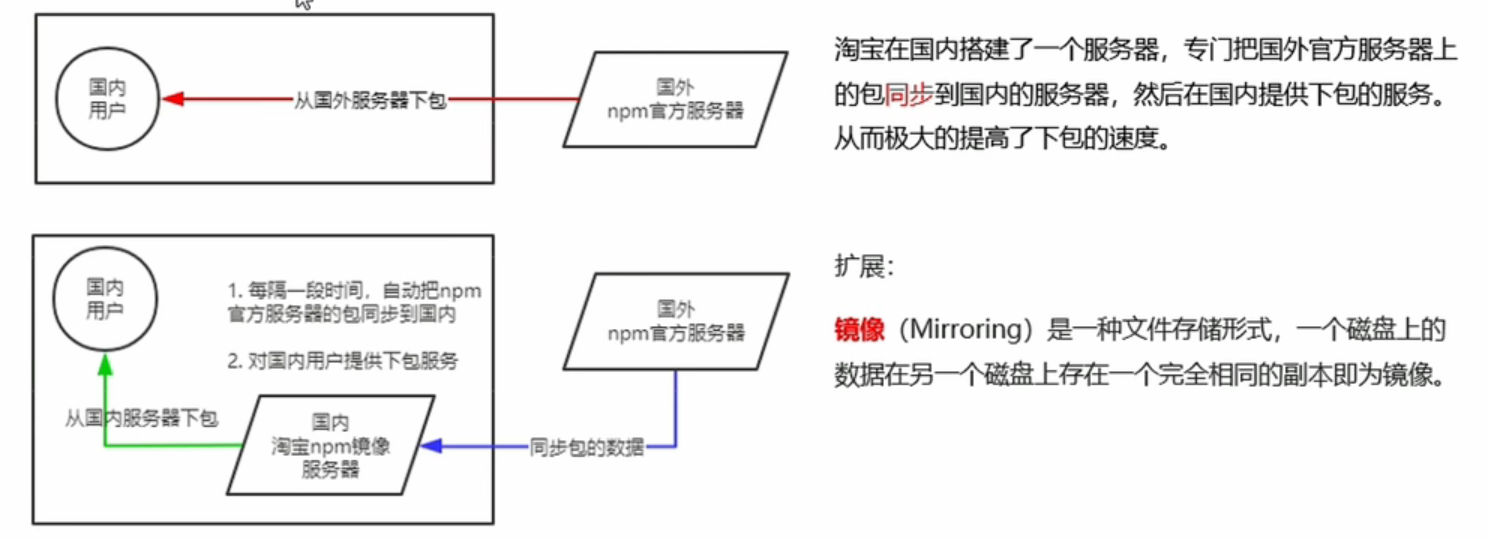 国内
用户
从国外服务器下包
国外
npm官方服务器
淘宝在国内搭建了一个服务器，专门把国外官方服务器上
的包同步到国内的服务器，然后在国内提供下包的服务。
从而极大的提高了下包的速度。
国内
用户
1. 每隔一段时间，自动把npm
官方服务器的包同步到国内
2. 对国内用户提供下包服务
从国内服务器下包
国内
淘宝npm镜像
服务器
国外
npm官方服务器
同步包的数据
扩展：
镜像（Mirroring）是一种文件存储形式，一个磁盘上的
数据在另一个磁盘上存在一个完全相同的副本即为镜像。